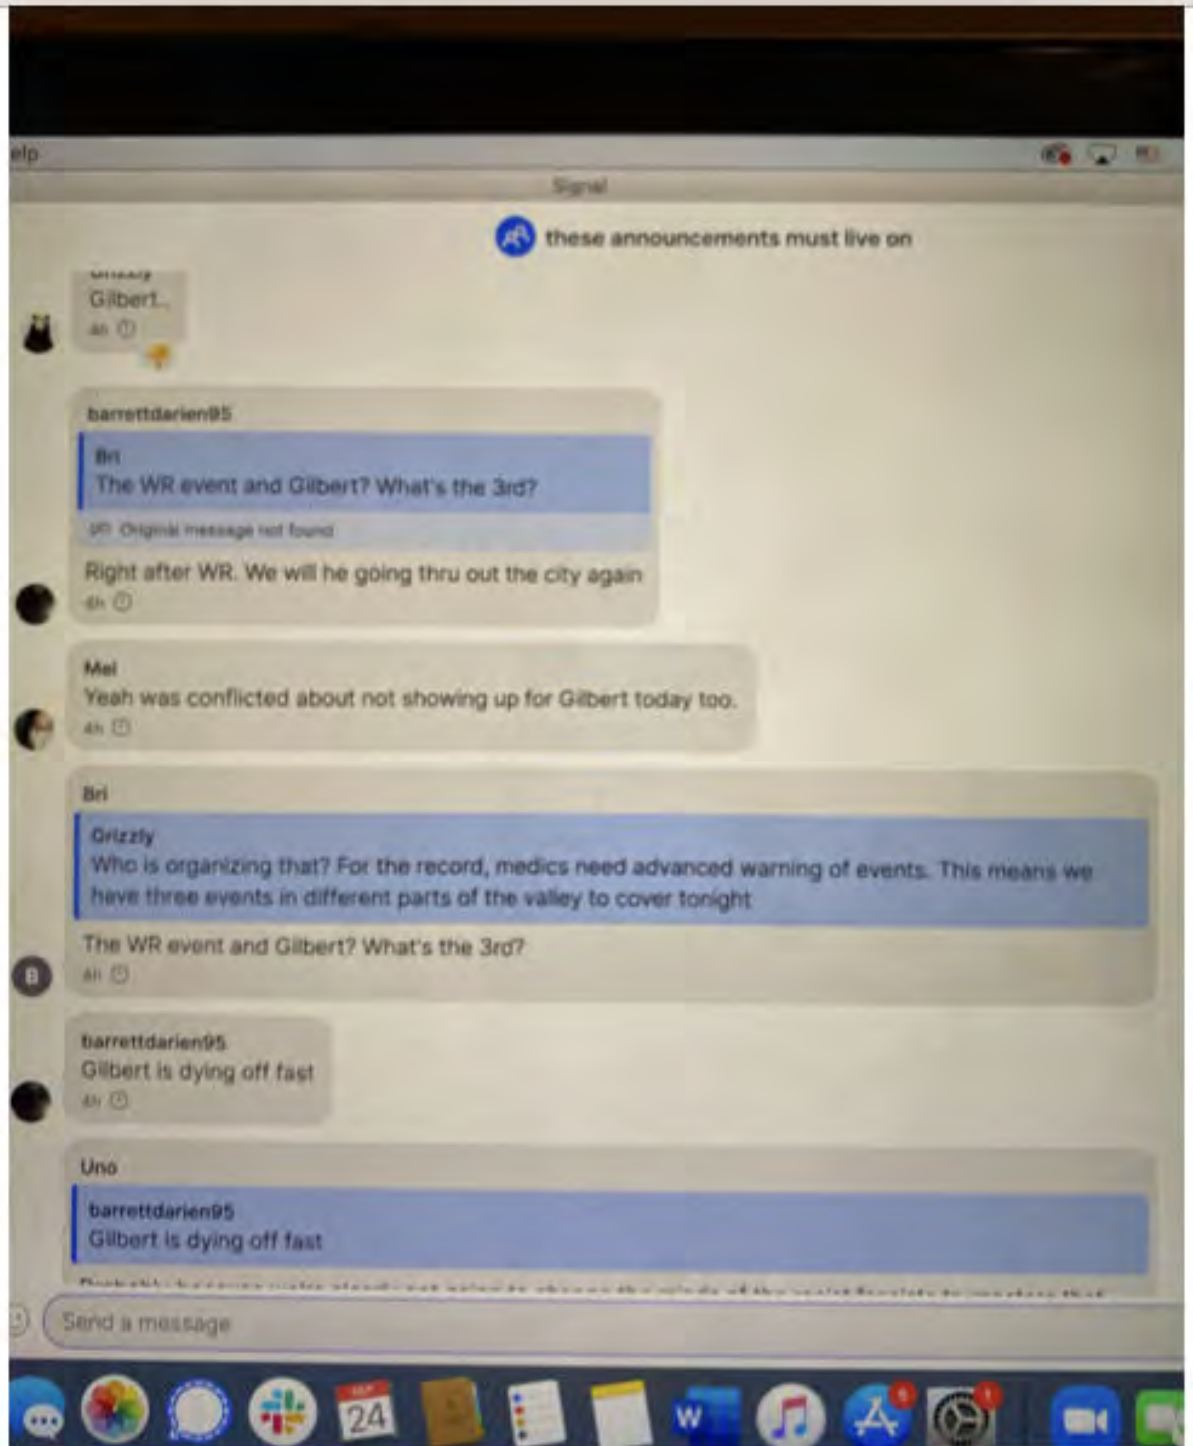 elp
Signal
these announcements must live on
Grizzly
Gilbert..
4h
barrettdarien95
Bri
The WR event and Gilbert? What's the 3rd?
Original message not found
Right after WR. We will he going thru out the city again
4h
Mel
Yeah was conflicted about not showing up for Gilbert today too.
4h
Bri
Grizzly
Who is organizing that? For the record, medics need advanced warning of events. This means we
have three events in different parts of the valley to cover tonight
The WR event and Gilbert? What's the 3rd?
4h
B
barrettdarien95
Gilbert is dying off fast
4h
Uno
barrettdarien95
Gilbert is dying off fast
Send a message
SEP
24
W